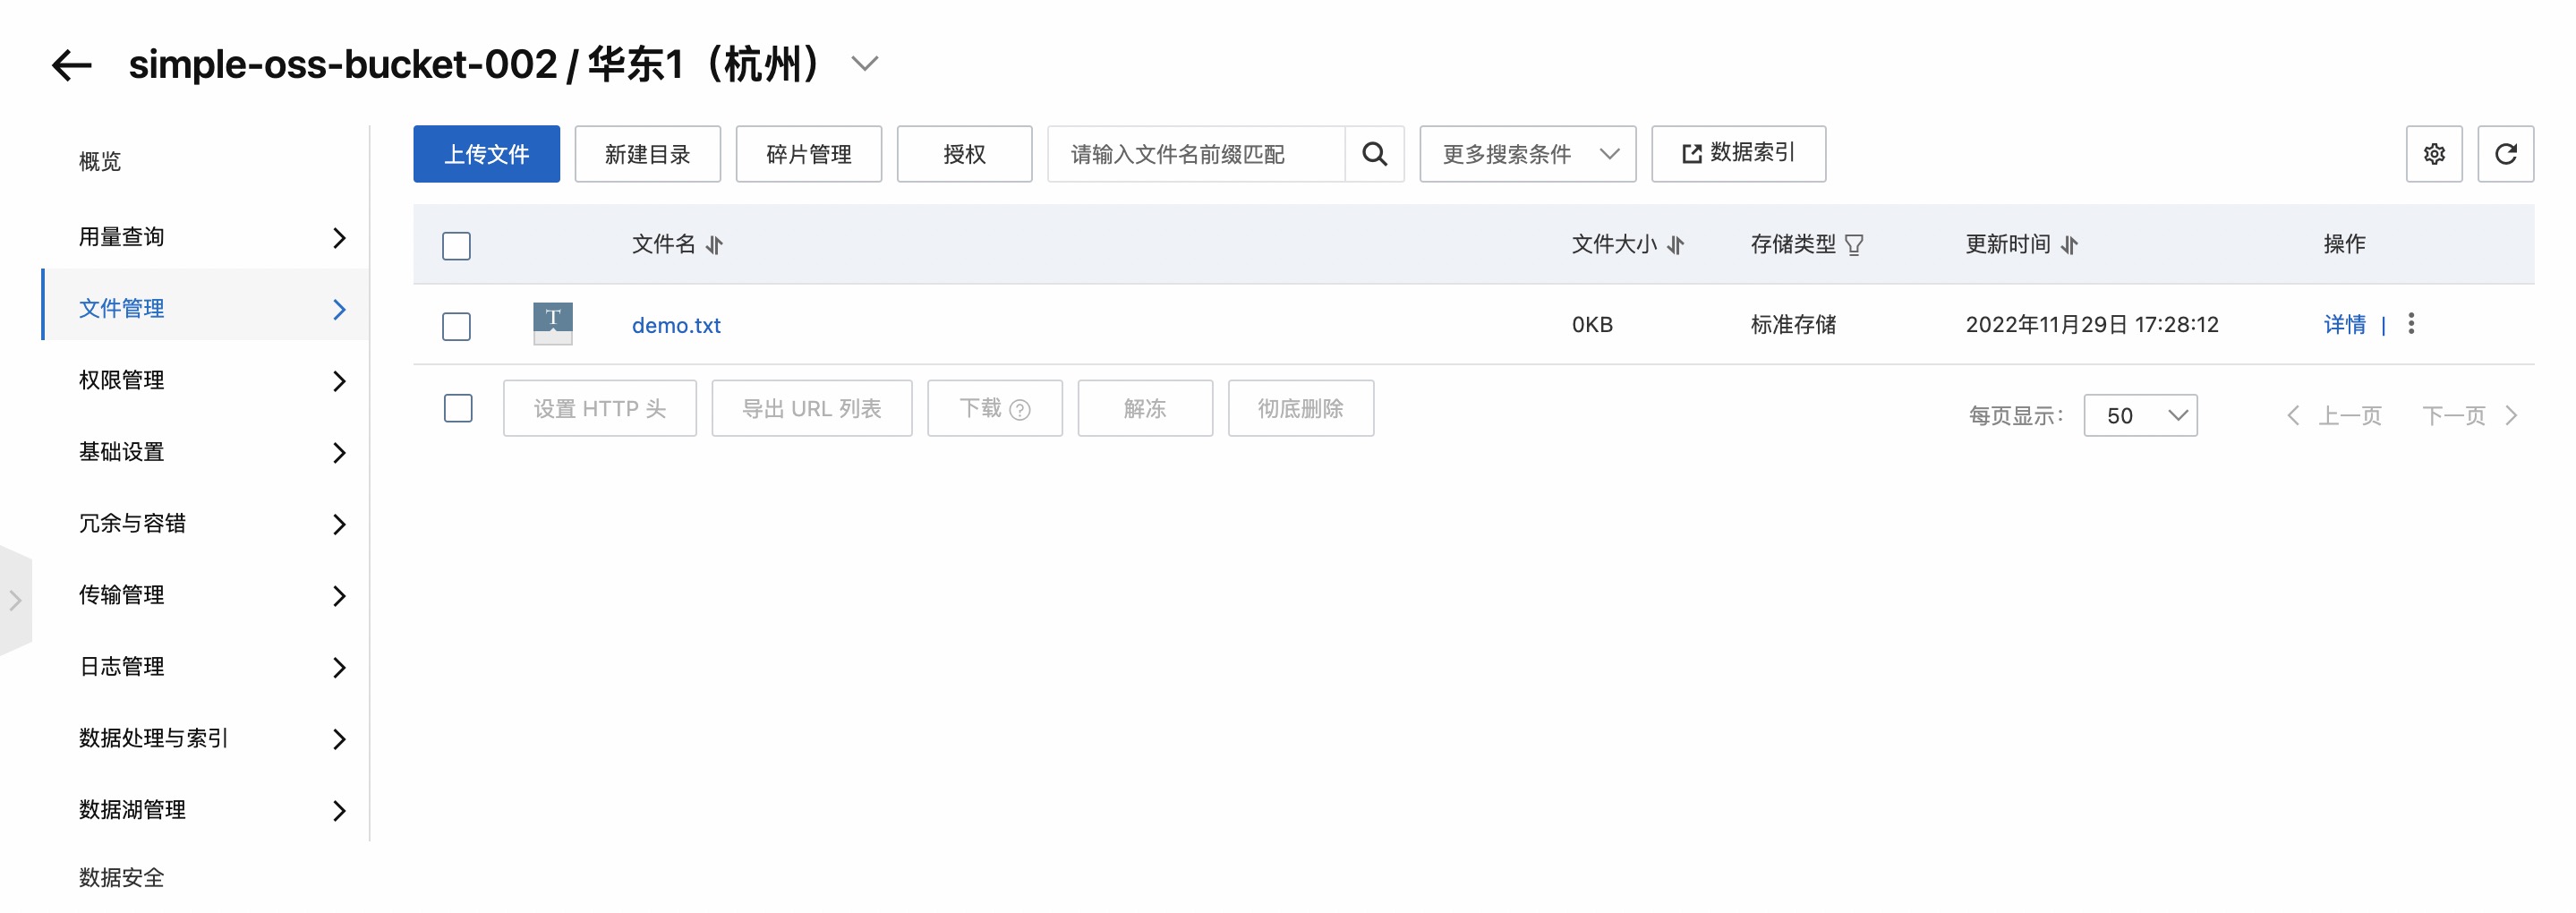 simple-oss-bucket-002 / 华东1（杭州）
概览
用量查询
文件管理
权限管理
基础设置
冗余与容错
传输管理
日志管理
数据处理与索引
数据湖管理
数据安全
上传文件 新建目录 碎片管理 授权 请输入文件名前缀匹配 更多搜索条件 数据索引
文件名 文件大小 存储类型 更新时间 操作
T demo.txt 0KB 标准存储 2022年11月29日 17:28:12 详情 |
设置 HTTP 头 导出 URL 列表 下载 ? 解冻 彻底删除 每页显示： 50 上一页 下一页